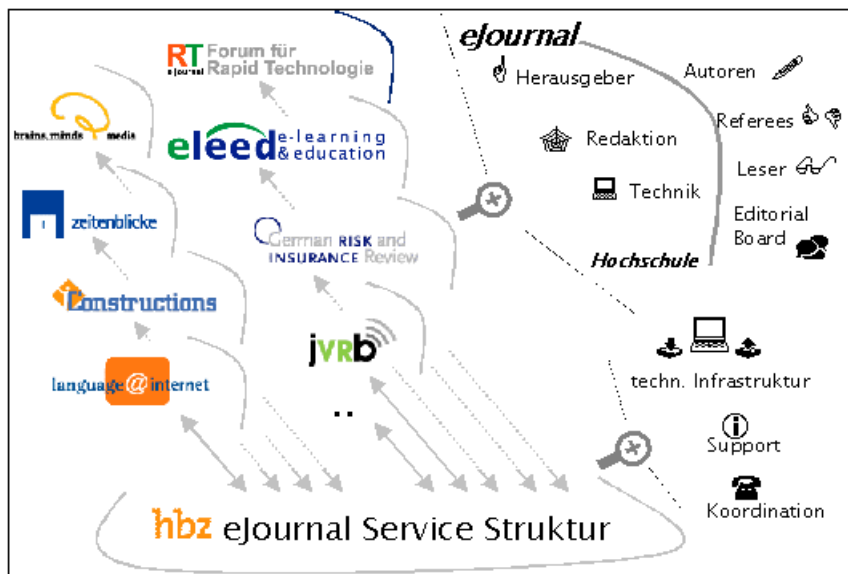 RT Forum für
eJournal Rapid Technologie
brains, minds media
eleed e-learning
& education
zeitenblicke
German RISK and
INSURANCE Review
Constructions
jVRb
language@internet
..
hbz eJournal Service Struktur
eJournal
Herausgeber
Autoren
Referees
Redaktion
Leser
Technik
Editorial
Board
Hochschule
techn. Infrastruktur
i
Support
Koordination